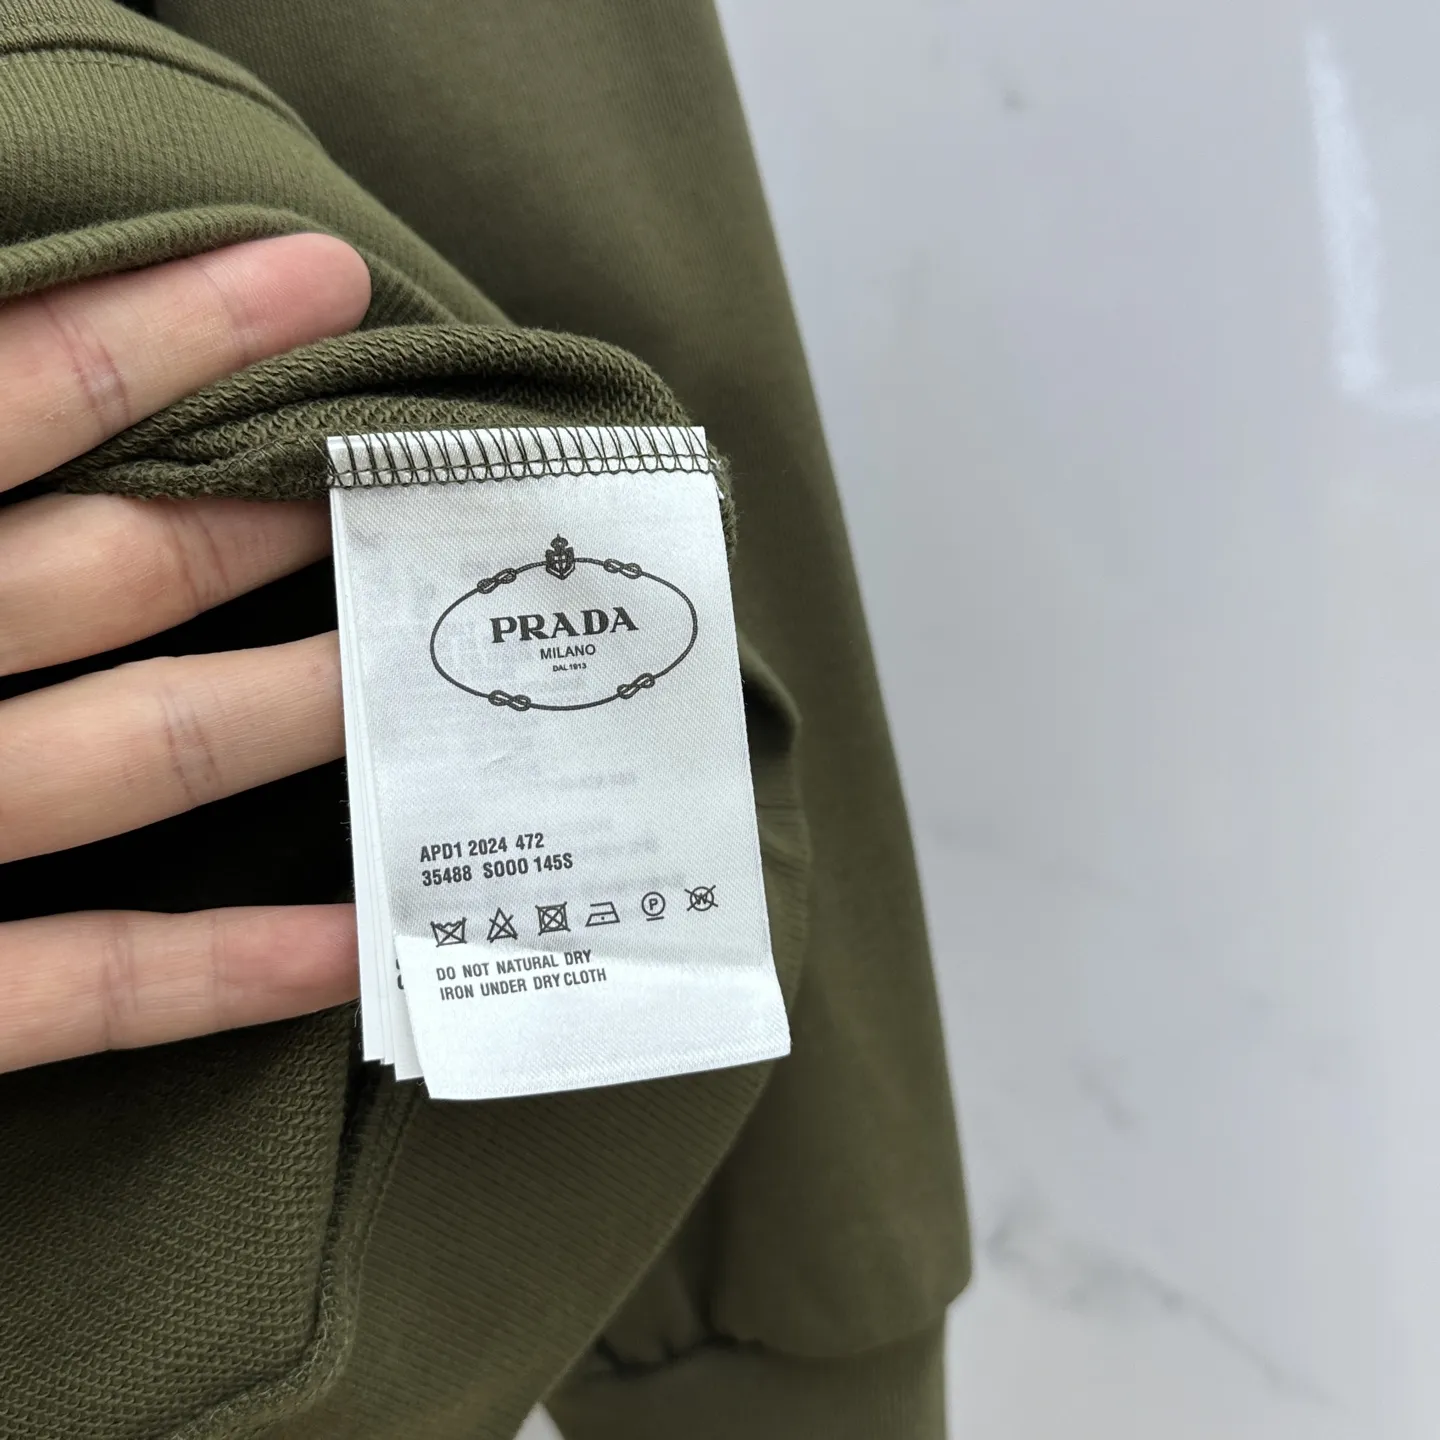 PRADA
MILANO
DAL 1913
APD1 2024 472
35488 S000 145S
P
W
DO NOT NATURAL DRY
IRON UNDER DRY CLOTH